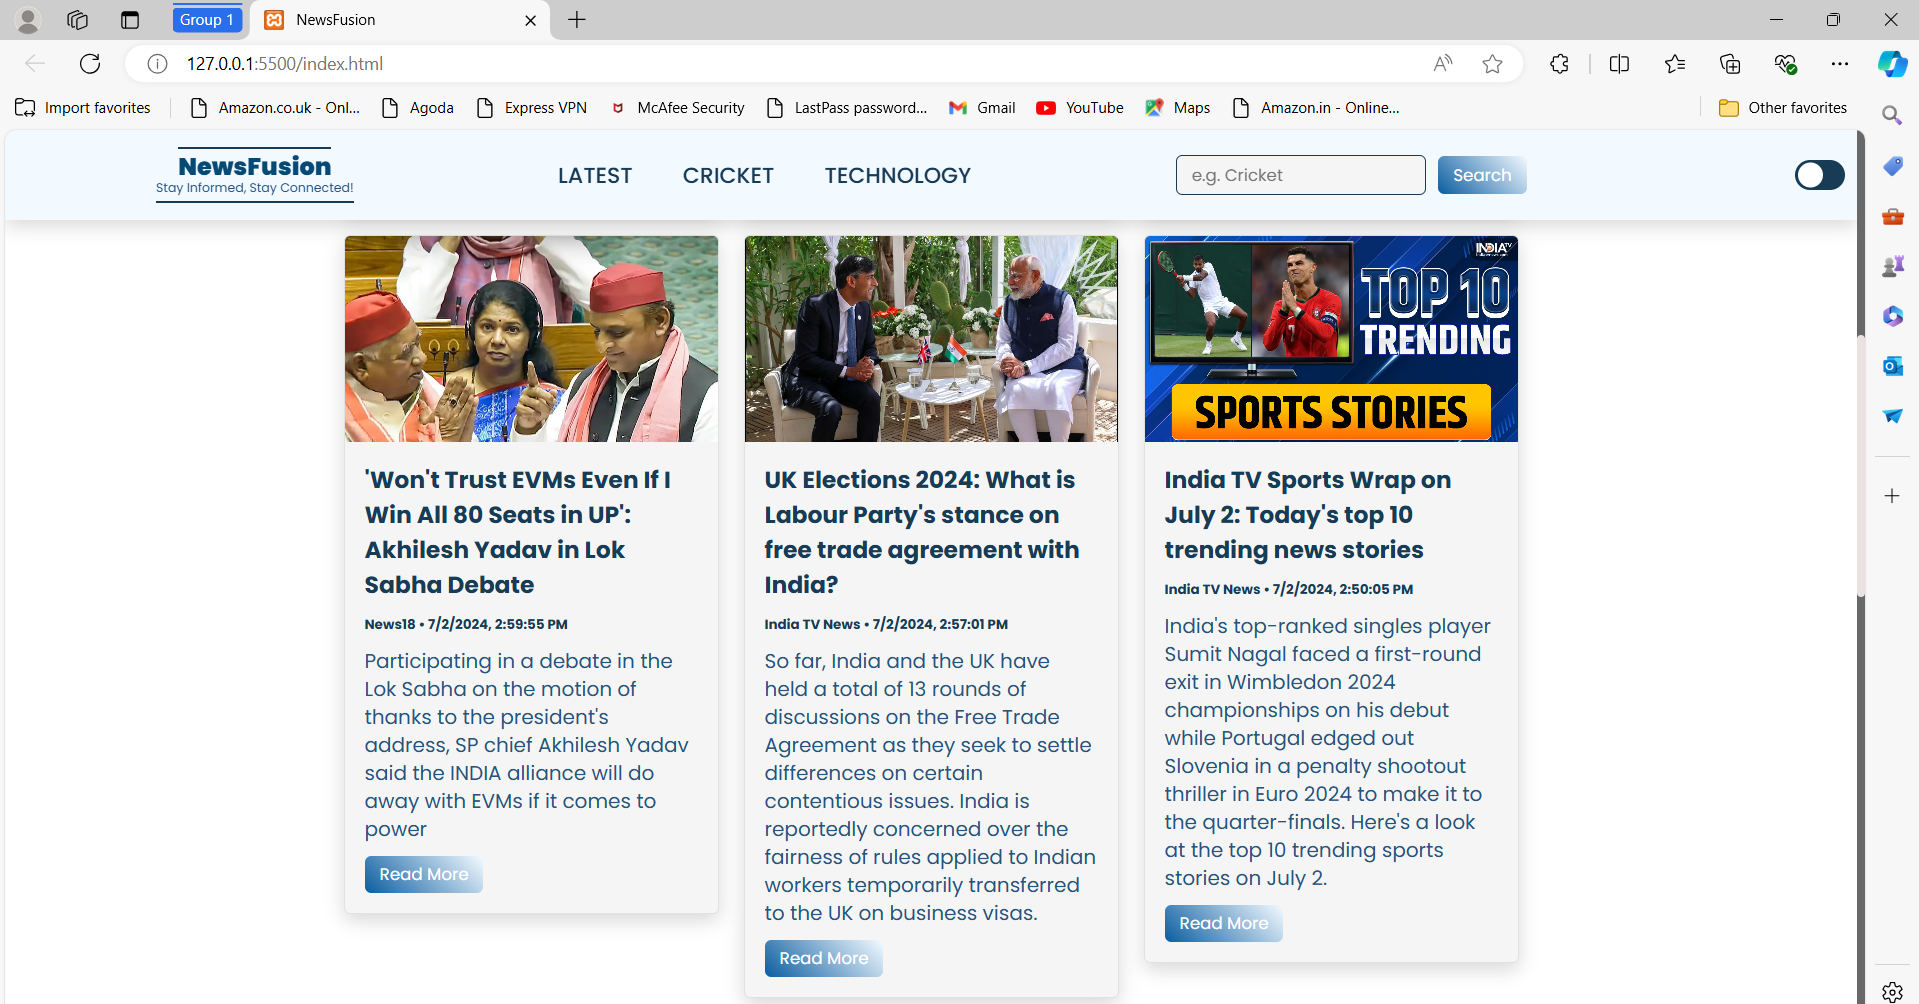 Group 1
NewsFusion
127.0.0.1:5500/index.html
Import favorites
Amazon.co.uk - Onl...
Agoda
Express VPN
McAfee Security
LastPass password...
Gmail
YouTube
Maps
Amazon.in - Online...
Other favorites
NewsFusion
Stay Informed, Stay Connected!
LATEST
CRICKET
TECHNOLOGY
e.g. Cricket
Search
'Won't Trust EVMs Even If I
Win All 80 Seats in UP':
Akhilesh Yadav in Lok
Sabha Debate
News18 • 7/2/2024, 2:59:55 PM
Participating in a debate in the
Lok Sabha on the motion of
thanks to the president's
address, SP chief Akhilesh Yadav
said the INDIA alliance will do
away with EVMs if it comes to
power
Read More
UK Elections 2024: What is
Labour Party's stance on
free trade agreement with
India?
India TV News • 7/2/2024, 2:57:01 PM
So far, India and the UK have
held a total of 13 rounds of
discussions on the Free Trade
Agreement as they seek to settle
differences on certain
contentious issues. India is
reportedly concerned over the
fairness of rules applied to Indian
workers temporarily transferred
to the UK on business visas.
Read More
INDIA TV
TOP 10
TRENDING
SPORTS STORIES
India TV Sports Wrap on
July 2: Today's top 10
trending news stories
India TV News • 7/2/2024, 2:50:05 PM
India's top-ranked singles player
Sumit Nagal faced a first-round
exit in Wimbledon 2024
championships on his debut
while Portugal edged out
Slovenia in a penalty shootout
thriller in Euro 2024 to make it to
the quarter-finals. Here's a look
at the top 10 trending sports
stories on July 2.
Read More